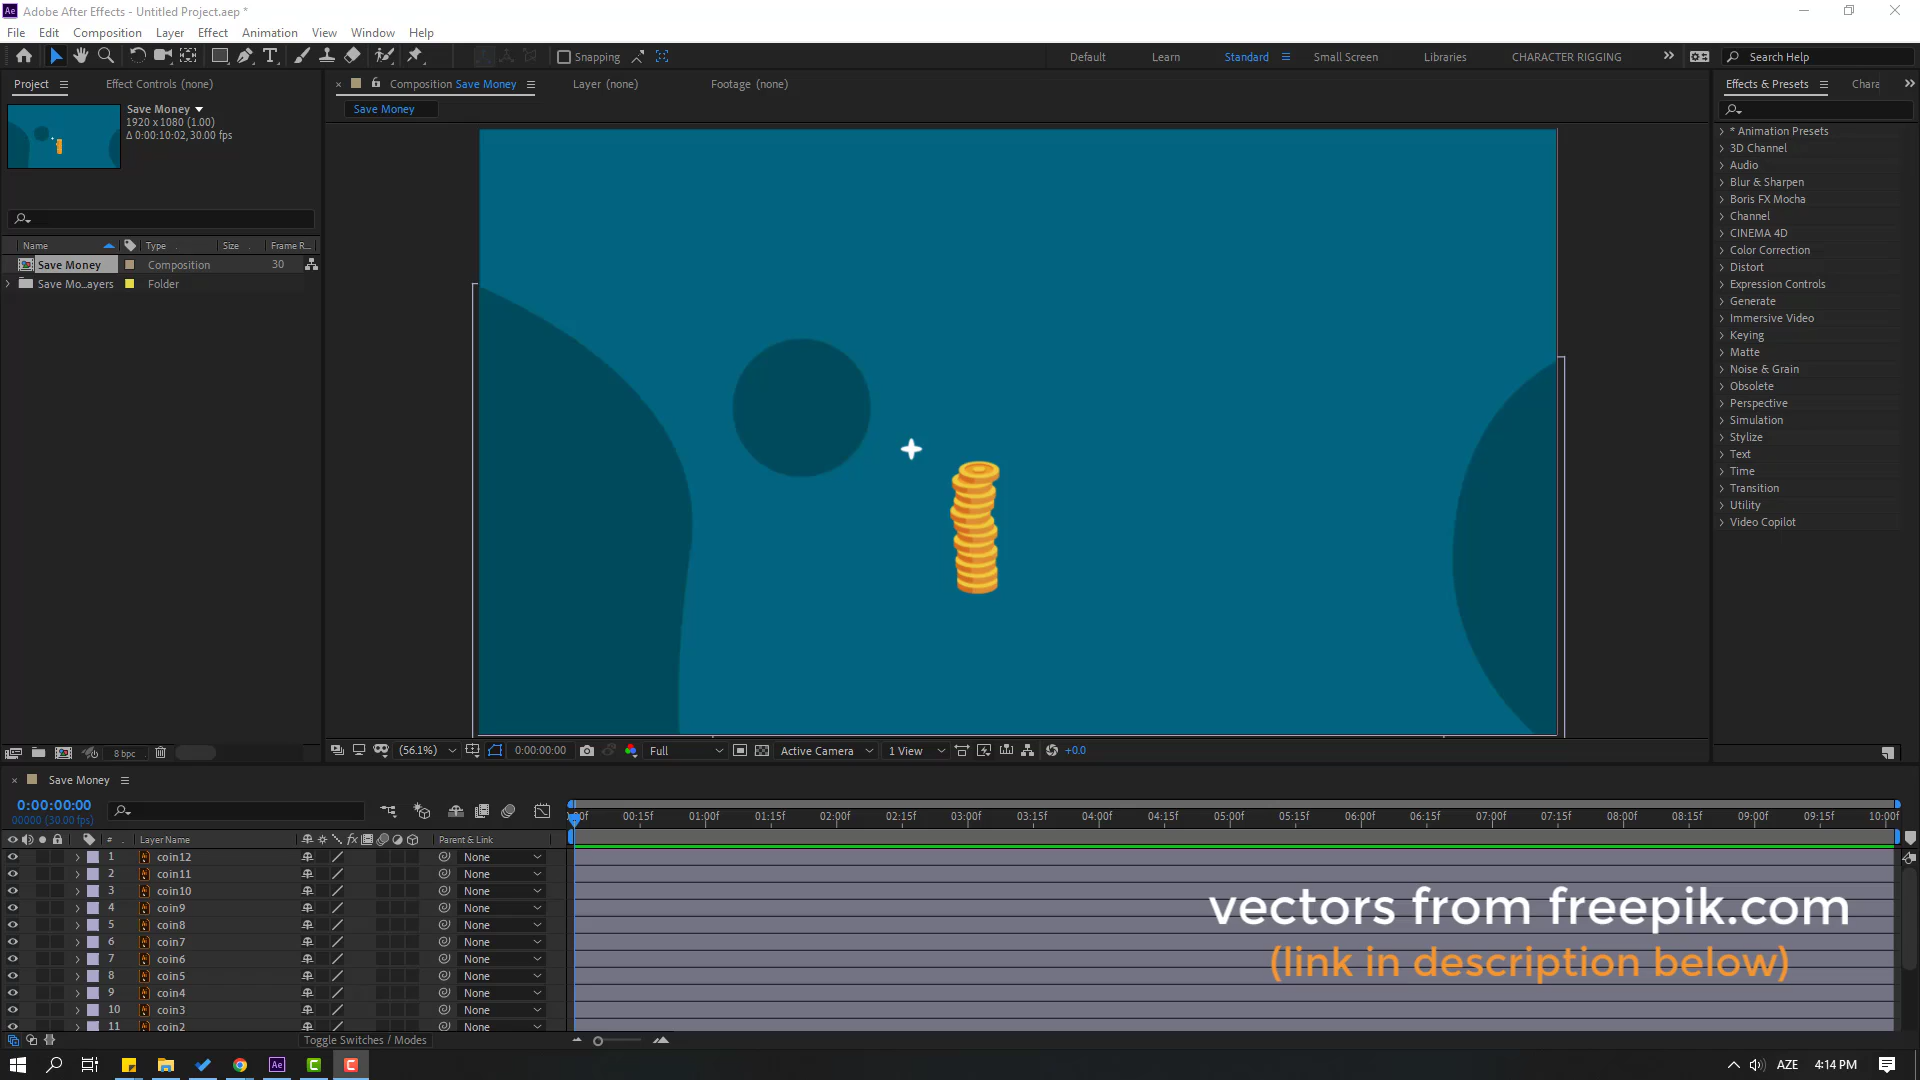 Adobe After Effects - Untitled Project.aep *
File Edit Composition Layer Effect Animation View Window Help
Snapping Default Learn Standard Small Screen Libraries CHARACTER RIGGING Search Help
Project Effect Controls (none) Composition Save Money Layer (none) Footage (none) Effects & Presets Chara
Save Money
Save Money
1920 x 1080 (1.00)
Δ 0:00:10:02, 30.00 fps
Name Type Size Frame R...
Save Money Composition 30
Save Mo...ayers Folder
* Animation Presets
3D Channel
Audio
Blur & Sharpen
Boris FX Mocha
Channel
CINEMA 4D
Color Correction
Distort
Expression Controls
Generate
Immersive Video
Keying
Matte
Noise & Grain
Obsolete
Perspective
Simulation
Stylize
Text
Time
Transition
Utility
Video Copilot
8 bpc (56.1%) 0:00:00:00 Full Active Camera 1 View +0.0
Save Money
0:00:00:00
00000 (30.00 fps)
00f 00:15f 01:00f 01:15f 02:00f 02:15f 03:00f 03:15f 04:00f 04:15f 05:00f 05:15f 06:00f 06:15f 07:00f 07:15f 08:00f 08:15f 09:00f 09:15f 10:00f
# Layer Name fx Parent & Link
1 coin12 None
2 coin11 None
3 coin10 None
4 coin9 None
5 coin8 None
6 coin7 None
7 coin6 None
8 coin5 None
9 coin4 None
10 coin3 None
11 coin2 None
vectors from freepik.com
(link in description below)
Toggle Switches / Modes
AZE 4:14 PM